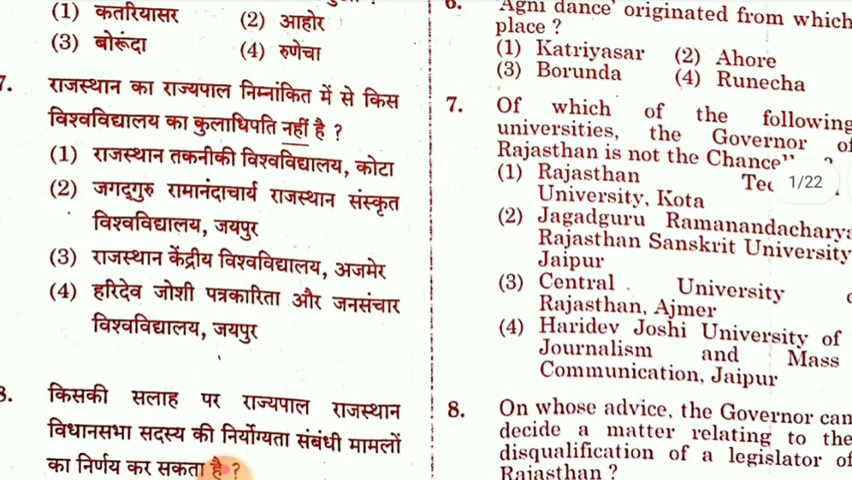 (1) कतरियासर (2) आहोर
(3) बोरूंदा (4) रुणेचा
7. राजस्थान का राज्यपाल निम्नांकित में से किस
विश्वविद्यालय का कुलाधिपति नहीं है ?
(1) राजस्थान तकनीकी विश्वविद्यालय, कोटा
(2) जगद्‌गुरु रामानंदाचार्य राजस्थान संस्कृत
विश्वविद्यालय, जयपुर
(3) राजस्थान केंद्रीय विश्वविद्यालय, अजमेर
(4) हरिदेव जोशी पत्रकारिता और जनसंचार
विश्वविद्यालय, जयपुर
8. किसकी सलाह पर राज्यपाल राजस्थान
विधानसभा सदस्य की निर्योग्यता संबंधी मामलों
का निर्णय कर सकता है ?
6. 'Agni dance' originated from which
place ?
(1) Katriyasar (2) Ahore
(3) Borunda (4) Runecha
7. Of which of the following
universities, the Governor of
Rajasthan is not the
(1) Rajasthan
University, Kota
(2) Jagadguru Ramanandacharya
Rajasthan Sanskrit University
Jaipur
(3) Central University
Rajasthan, Ajmer
(4) Haridev Joshi University of
Journalism and Mass
Communication, Jaipur
8. On whose advice, the Governor can
decide a matter relating to the
disqualification of a legislator of
Rajasthan ?
1/22